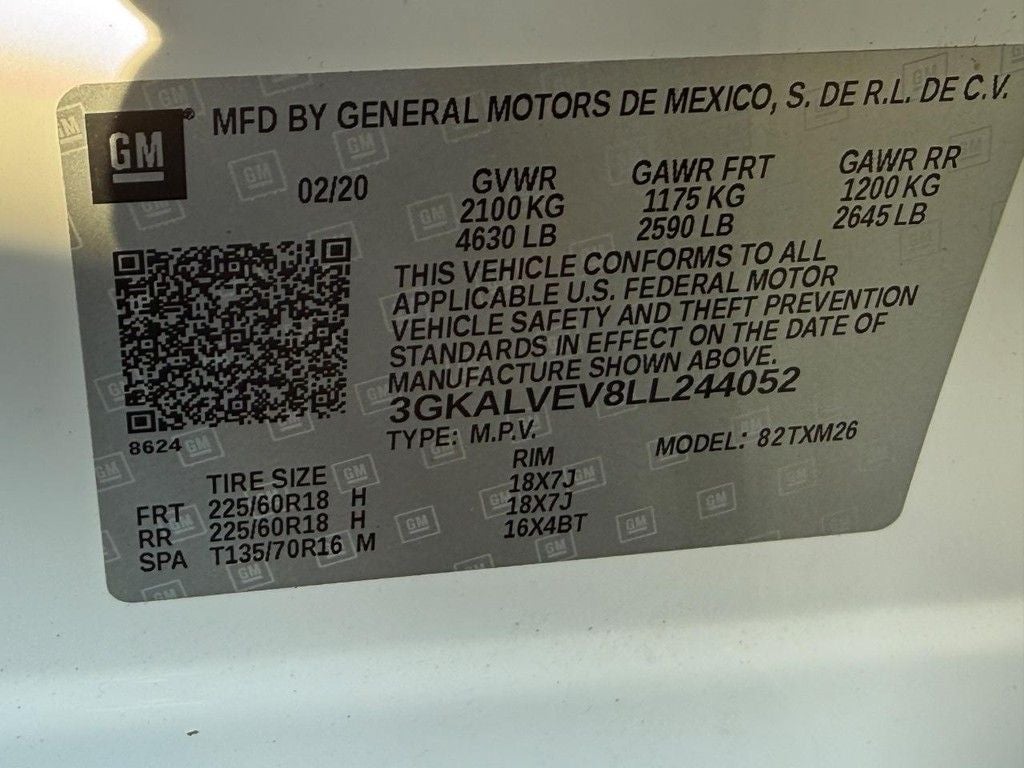 GM
MFD BY GENERAL MOTORS DE MEXICO, S. DE R.L. DE C.V.
02/20
GVWR GAWR FRT GAWR RR
2100 KG 1175 KG 1200 KG
4630 LB 2590 LB 2645 LB
THIS VEHICLE CONFORMS TO ALL
APPLICABLE U.S. FEDERAL MOTOR
VEHICLE SAFETY AND THEFT PREVENTION
STANDARDS IN EFFECT ON THE DATE OF
MANUFACTURE SHOWN ABOVE.
3GKALVEV8LL244052
8624
TYPE: M.P.V. MODEL: 82TXM26
TIRE SIZE RIM
FRT 225/60R18 H 18X7J
RR 225/60R18 H 18X7J
SPA T135/70R16 M 16X4BT